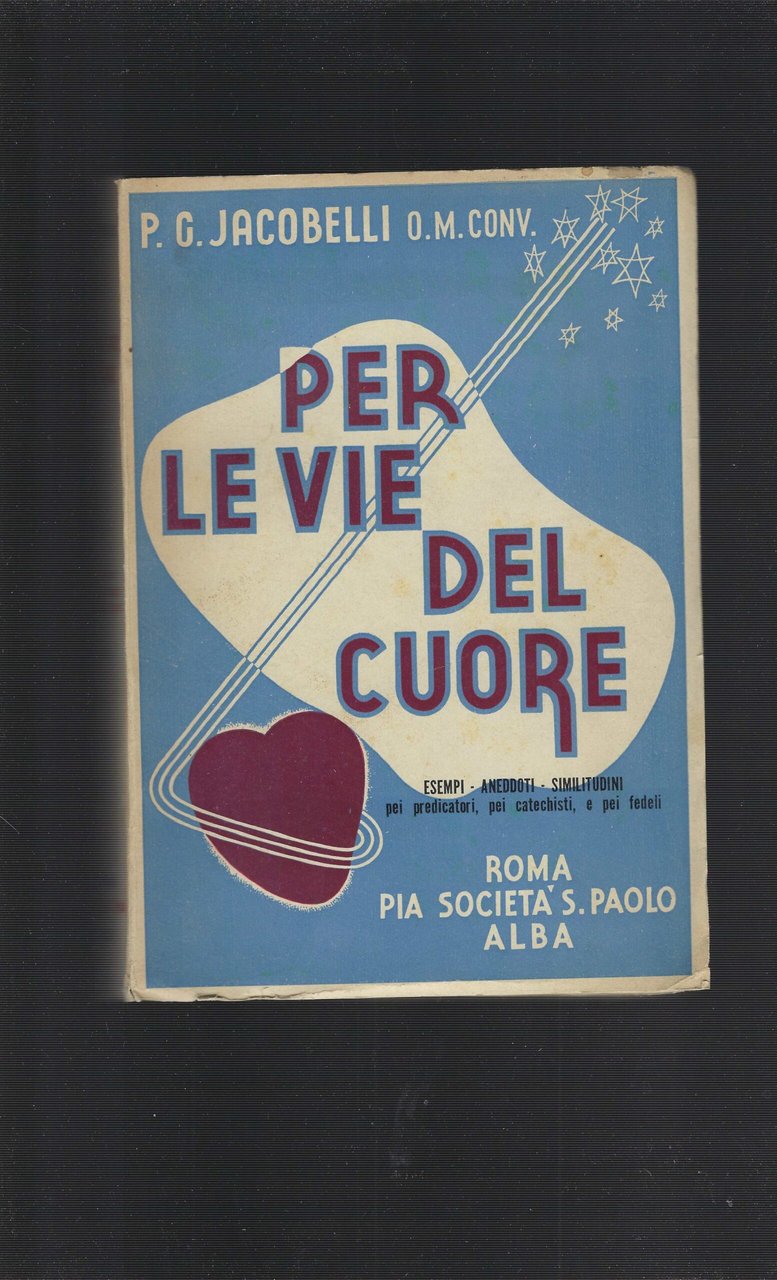 P. G. JACOBELLI O.M. CONV.
PER
LE VIE
DEL
CUORE
ESEMPI - ANEDDOTI - SIMILITUDINI
pei predicatori, pei catechisti, e pei fedeli
ROMA
PIA SOCIETA' S. PAOLO
ALBA